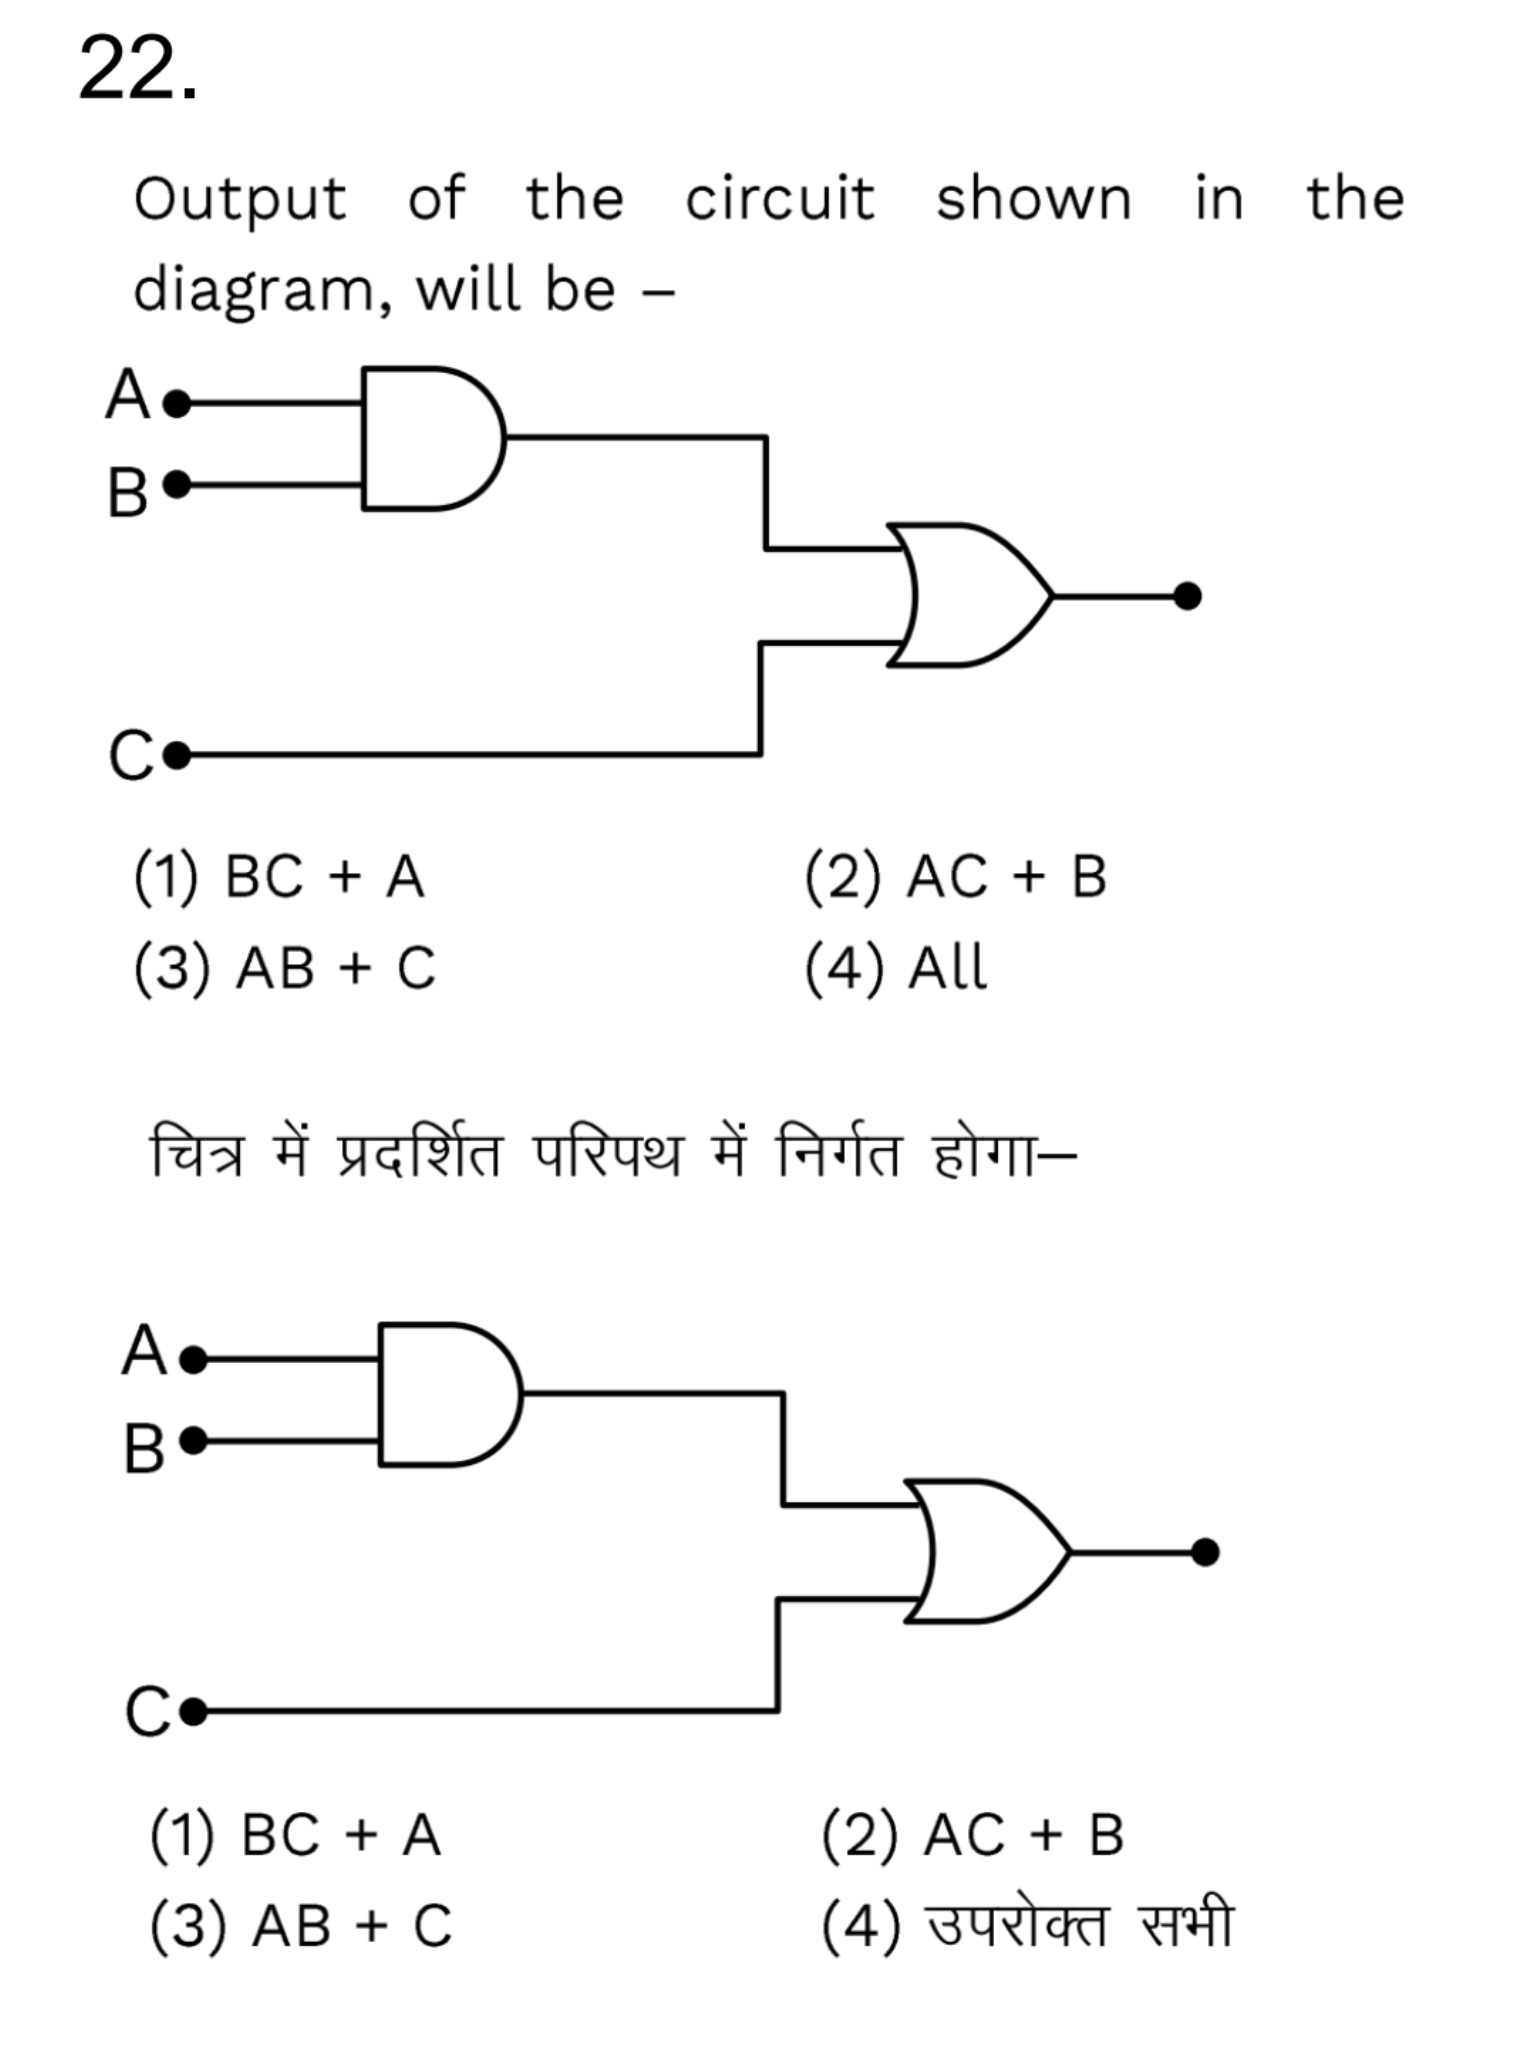 22.
Output of the circuit shown in the
diagram, will be –
A
B
C
(1) BC + A (2) AC + B
(3) AB + C (4) All
चित्र में प्रदर्शित परिपथ में निर्गत होगा–
A
B
C
(1) BC + A (2) AC + B
(3) AB + C (4) उपरोक्त सभी